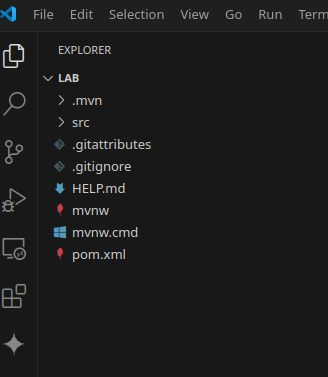 File Edit Selection View Go Run Term
EXPLORER
LAB
.mvn
src
.gitattributes
.gitignore
HELP.md
mvnw
mvnw.cmd
pom.xml